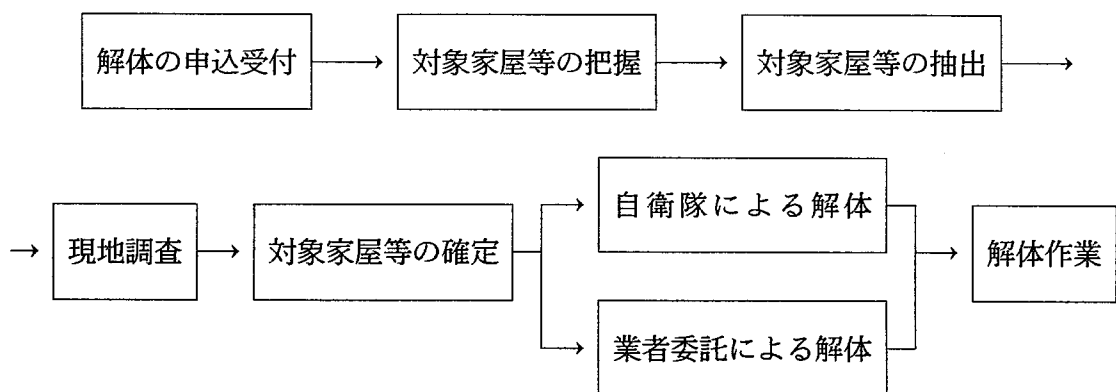 解体の申込受付
対象家屋等の把握
対象家屋等の抽出
現地調査
対象家屋等の確定
自衛隊による解体
業者委託による解体
解体作業